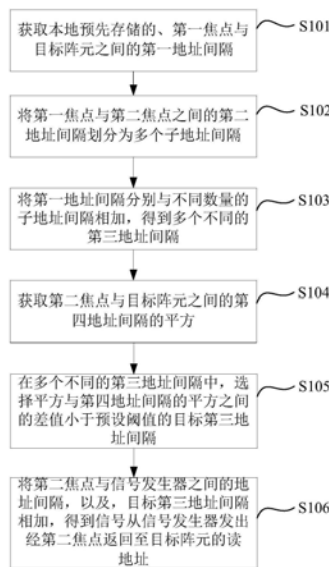 获取本地预先存储的、第一焦点与
目标阵元之间的第一地址间隔
S101
将第一焦点与第二焦点之间的第二
地址间隔划分为多个子地址间隔
S102
将第一地址间隔分别与不同数量的
子地址间隔相加，得到多个不同的
第三地址间隔
S103
获取第二焦点与目标阵元之间的第
四地址间隔的平方
S104
在多个不同的第三地址间隔中，选
择平方与第四地址间隔的平方之间
的差值小于预设阈值的目标第三地
址间隔
S105
将第二焦点与信号发生器之间的地
址间隔，以及，目标第三地址间隔
相加，得到信号从信号发生器发出
经第二焦点返回至目标阵元的读
地址
S106